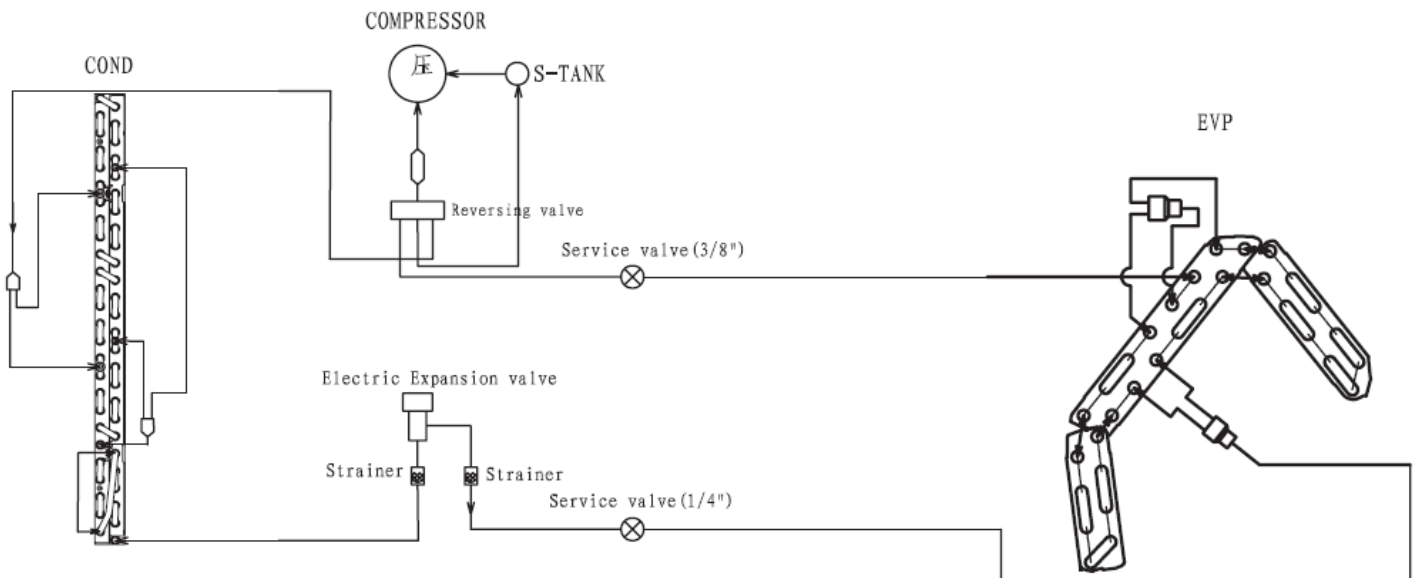 COMPRESSOR
COND
压
S-TANK
EVP
Reversing valve
Service valve(3/8")
Electric Expansion valve
Strainer
Strainer
Service valve(1/4")